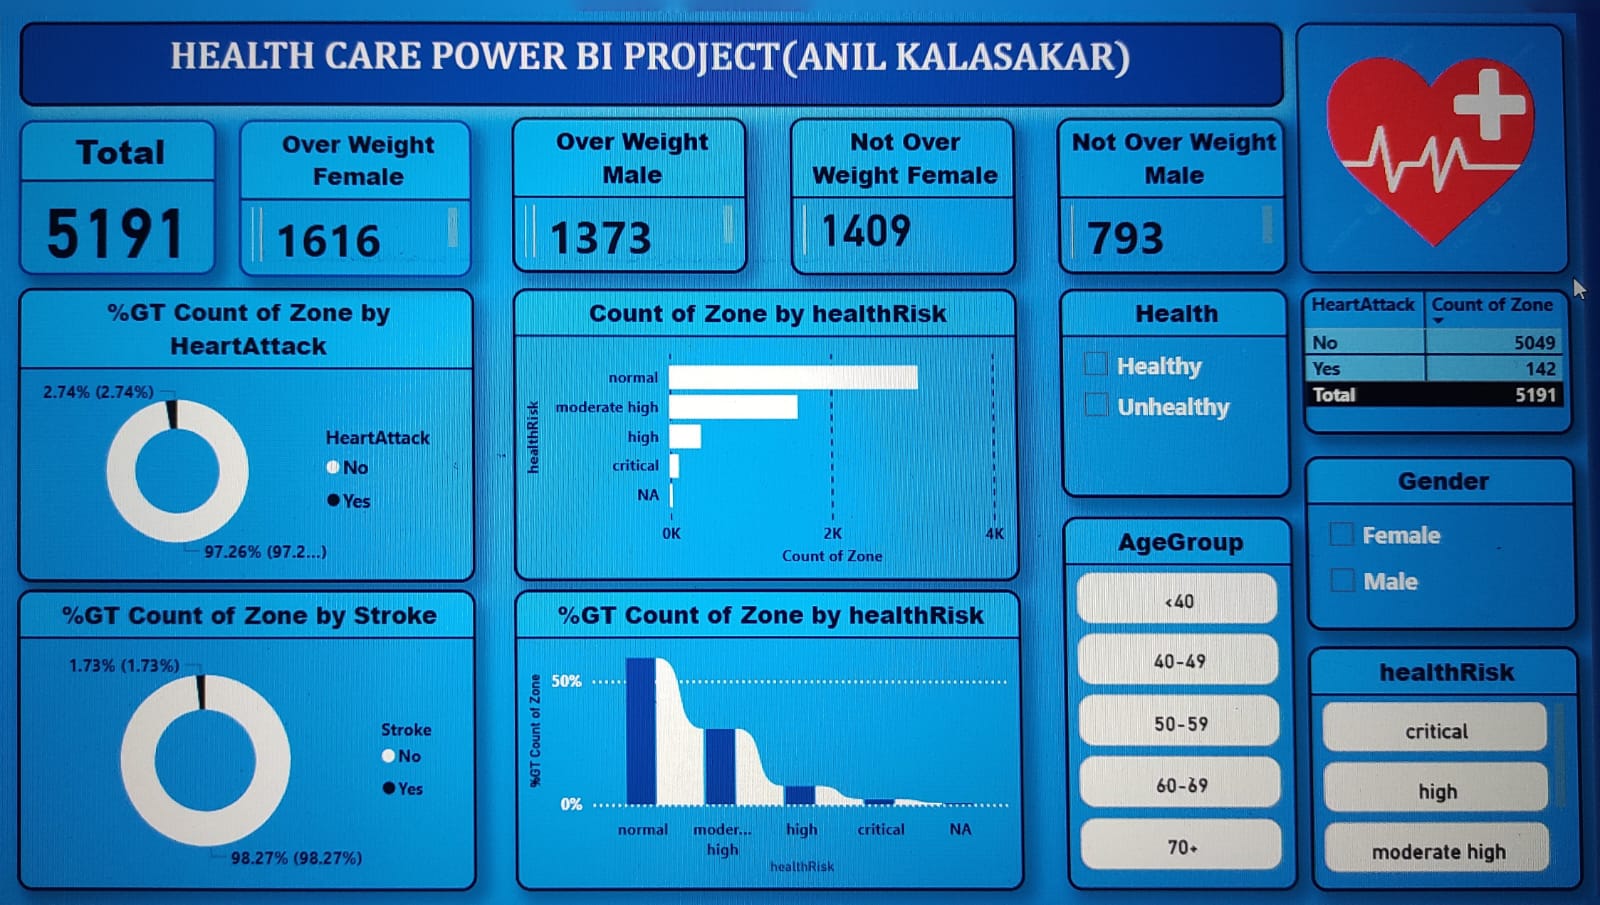 HEALTH CARE POWER BI PROJECT(ANIL KALASAKAR)
Total
5191
Over Weight
Female
1616
Over Weight
Male
1373
Not Over
Weight Female
1409
Not Over Weight
Male
793
%GT Count of Zone by
HeartAttack
2.74% (2.74%)
HeartAttack
No
Yes
97.26% (97.2...)
Count of Zone by healthRisk
healthRisk
normal
moderate high
high
critical
NA
0K
2K
4K
Count of Zone
Health
Healthy
Unhealthy
HeartAttack Count of Zone
No 5049
Yes 142
Total 5191
%GT Count of Zone by Stroke
1.73% (1.73%)
Stroke
No
Yes
98.27% (98.27%)
%GT Count of Zone by healthRisk
%GT Count of Zone
50%
0%
normal
moder...
high
high
critical
NA
healthRisk
AgeGroup
<40
40-49
50-59
60-69
70+
Gender
Female
Male
healthRisk
critical
high
moderate high